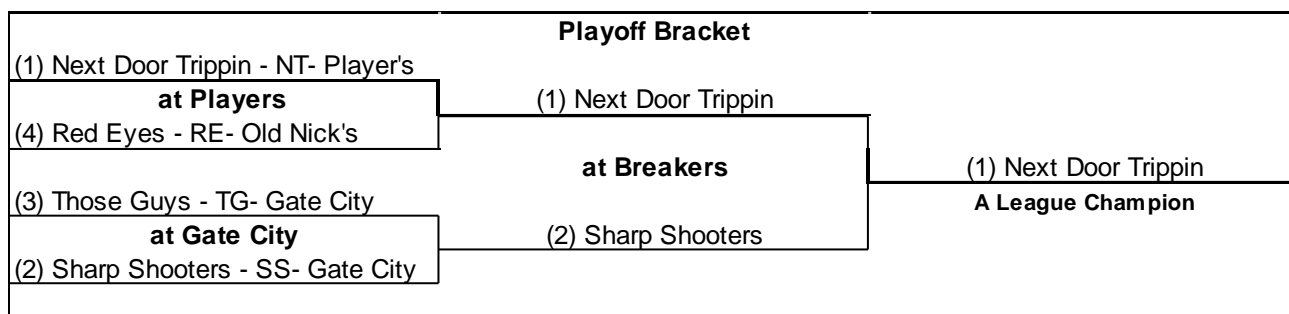 Playoff Bracket
(1) Next Door Trippin - NT- Player's
at Players
(1) Next Door Trippin
(4) Red Eyes - RE- Old Nick's
at Breakers
(1) Next Door Trippin
(3) Those Guys - TG- Gate City
A League Champion
at Gate City
(2) Sharp Shooters
(2) Sharp Shooters - SS- Gate City